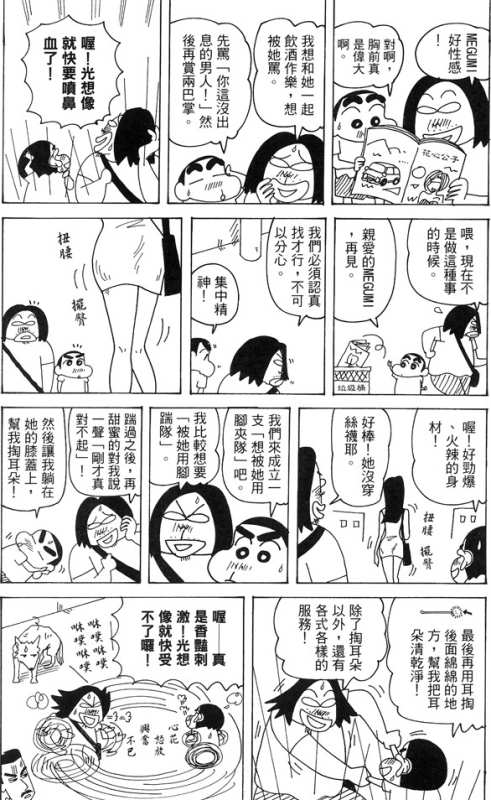 MEGUMI
好性感
！
對啊，
胸前真
是偉大
啊。
花心公子
我想和她一起
飲酒作樂，想
被她罵。
先罵「你這沒出
息的男人！」然
後再賞兩巴掌。
喔！光想像
就快要噴鼻
血了！
喂，現在不
是做這種事
的時候。
親愛的MEGUMI
，再見。
垃圾桶
我們必須認真
找才行，不可
以分心。
集中精
神！
扭腰
擺臀
喔！好勁爆
、火辣的身
材！
好棒！她沒穿
絲襪耶。
扭腰
擺臀
我們來成立一
支「想被她用
腳夾隊」吧。
我比較想要
「被她用腳
踹隊」。
踹過之後，再
甜蜜的對我說
一聲「剛才真
對不起」！
然後讓我躺在
她的膝蓋上，
幫我掏耳朵！
最後再用耳掏
後面綿綿的地
方，幫我把耳
朵清乾淨！
除了掏耳朵
以外，還有
各式各樣的
服務！
喔——真
是香豔刺
激！光想
像就快受
不了囉！
心花
怒放
興奮
不已
咻噗
咻噗
咻噗
咻噗